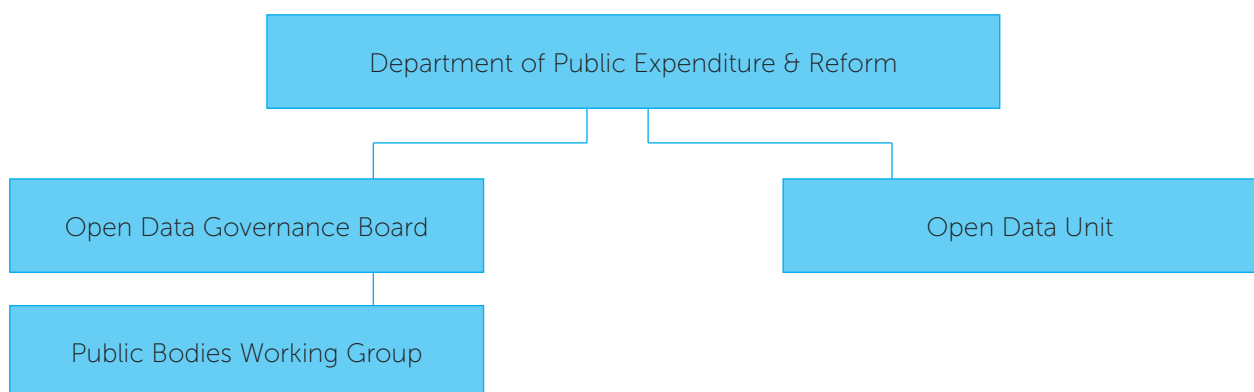 Department of Public Expenditure & Reform
Open Data Governance Board
Open Data Unit
Public Bodies Working Group